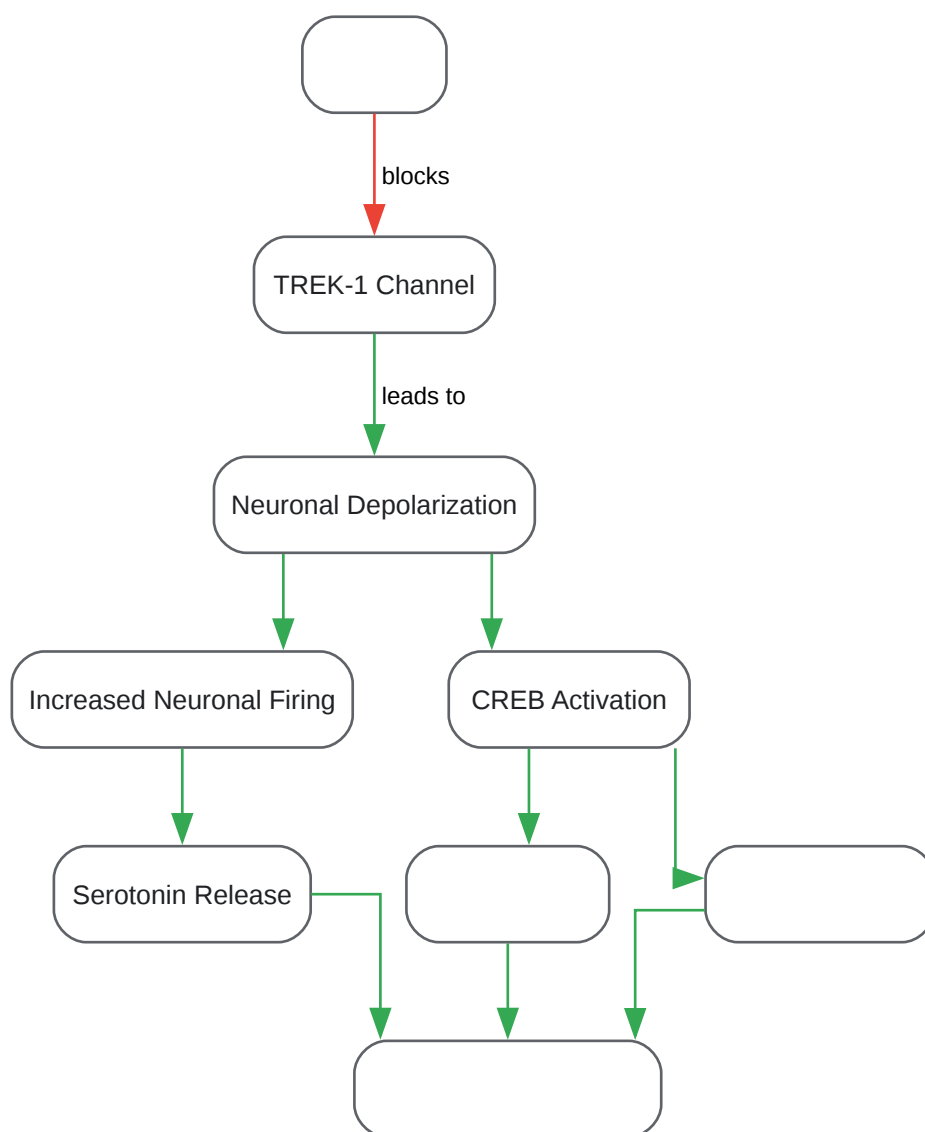 blocks
TREK-1 Channel
leads to
Neuronal Depolarization
Increased Neuronal Firing
CREB Activation
Serotonin Release